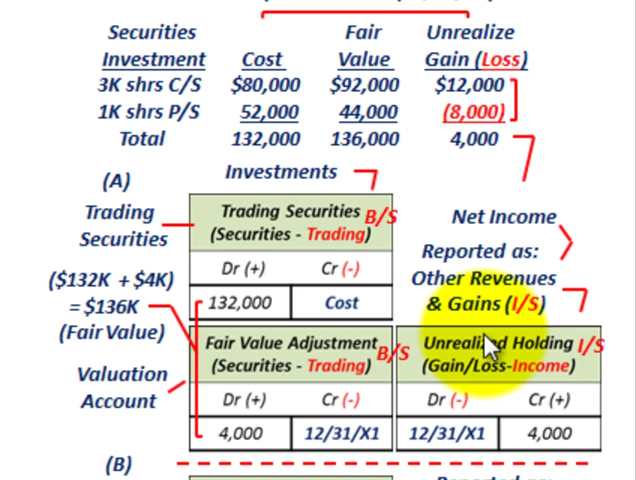 Securities Fair Unrealize
Investment Cost Value Gain (Loss)
3K shrs C/S $80,000 $92,000 $12,000
1K shrs P/S 52,000 44,000 (8,000)
Total 132,000 136,000 4,000
Investments
(A)
Trading Securities B/S
(Securities - Trading)
Trading
Securities
Net Income
Reported as:
Other Revenues
& Gains (I/S)
Dr (+) Cr (-)
132,000 Cost
($132K + $4K)
= $136K
(Fair Value)
Fair Value Adjustment B/S
(Securities - Trading)
Unrealized Holding I/S
(Gain/Loss-Income)
Valuation
Account
Dr (+) Cr (-) Dr (-) Cr (+)
4,000 12/31/X1 12/31/X1 4,000
(B)